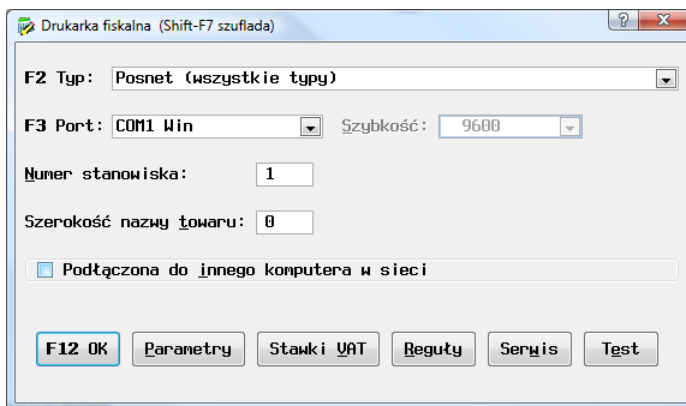 Drukarka fiskalna (Shift-F7 szuflada)
F2 Typ: Posnet (wszystkie typy)
F3 Port: COM1 Win Szybkość: 9600
Numer stanowiska: 1
Szerokość nazwy towaru: 0
Podłączona do innego komputera w sieci
F12 OK Parametry Stawki VAT Reguły Serwis Test